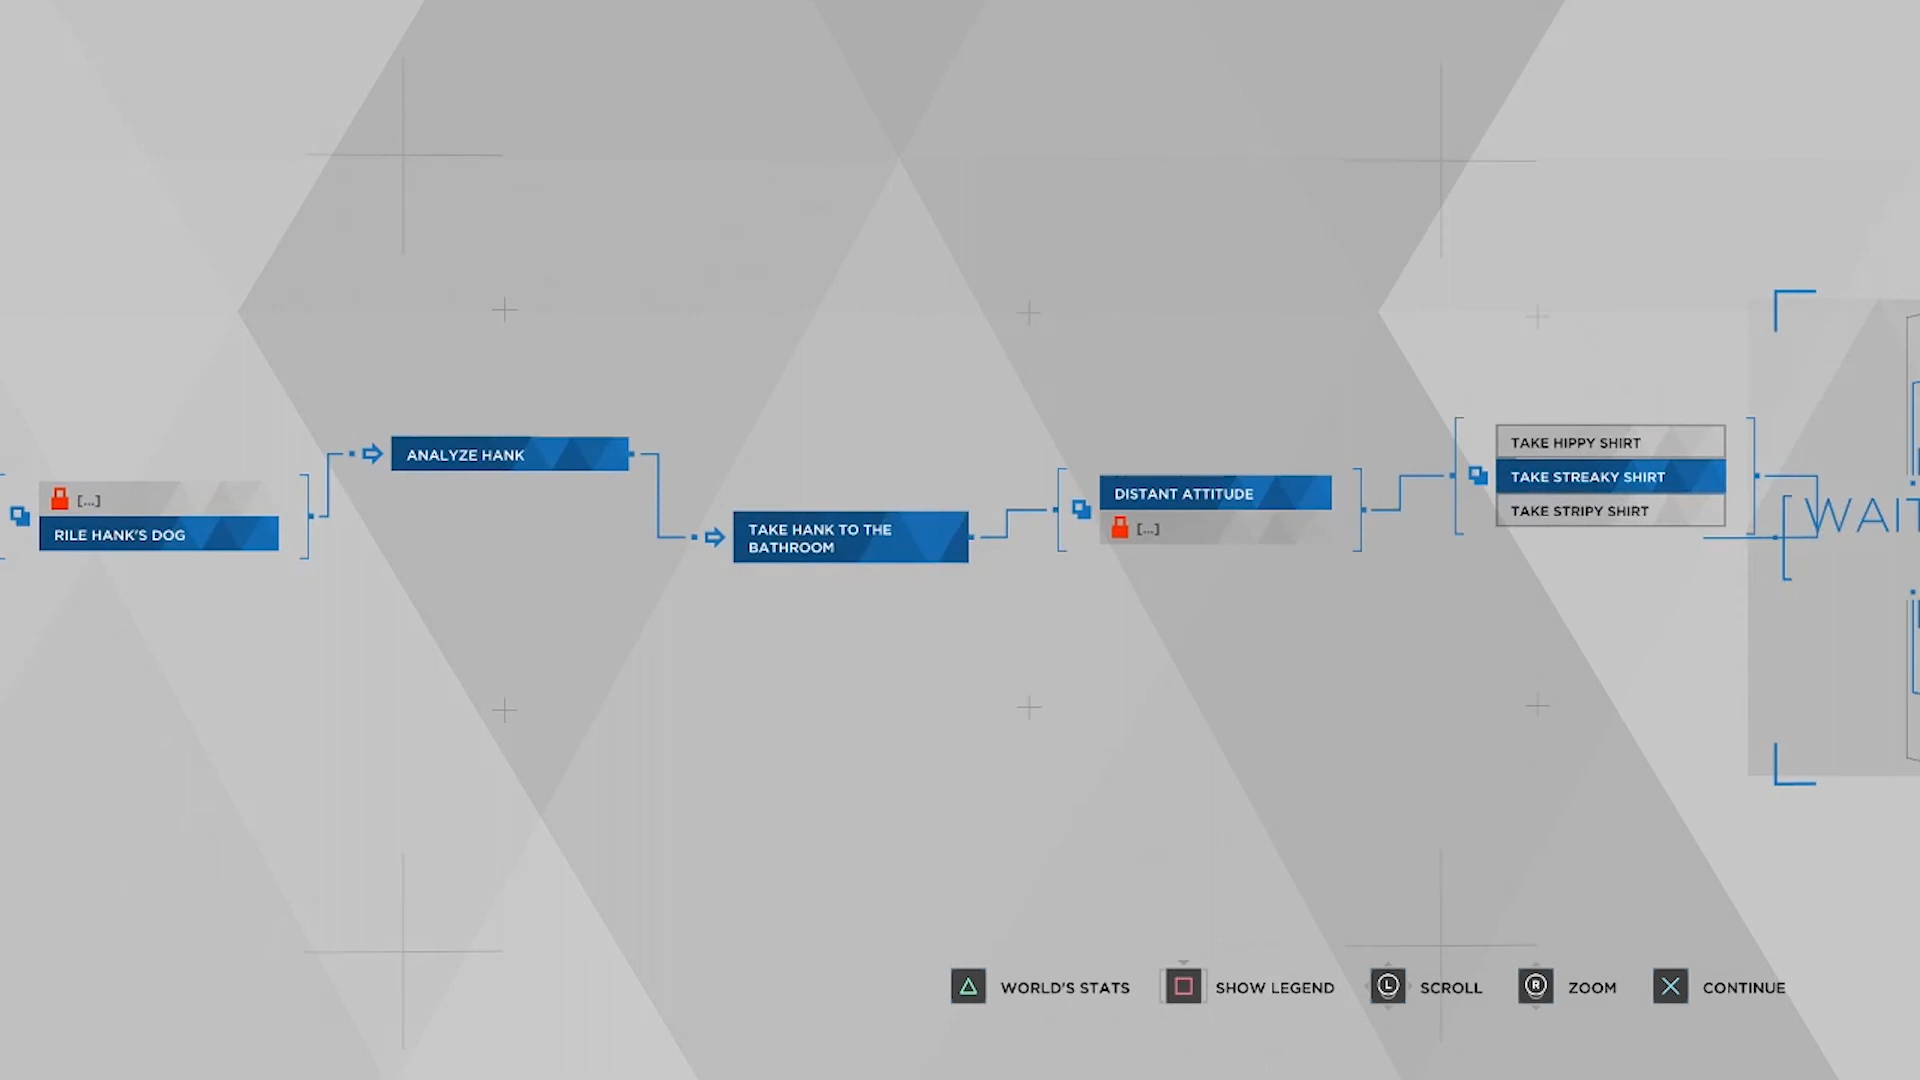 [...]
RILE HANK'S DOG
ANALYZE HANK
TAKE HANK TO THE
BATHROOM
DISTANT ATTITUDE
[...]
TAKE HIPPY SHIRT
TAKE STREAKY SHIRT
TAKE STRIPY SHIRT
WAIT
WORLD'S STATS
SHOW LEGEND
L
SCROLL
R
ZOOM
CONTINUE